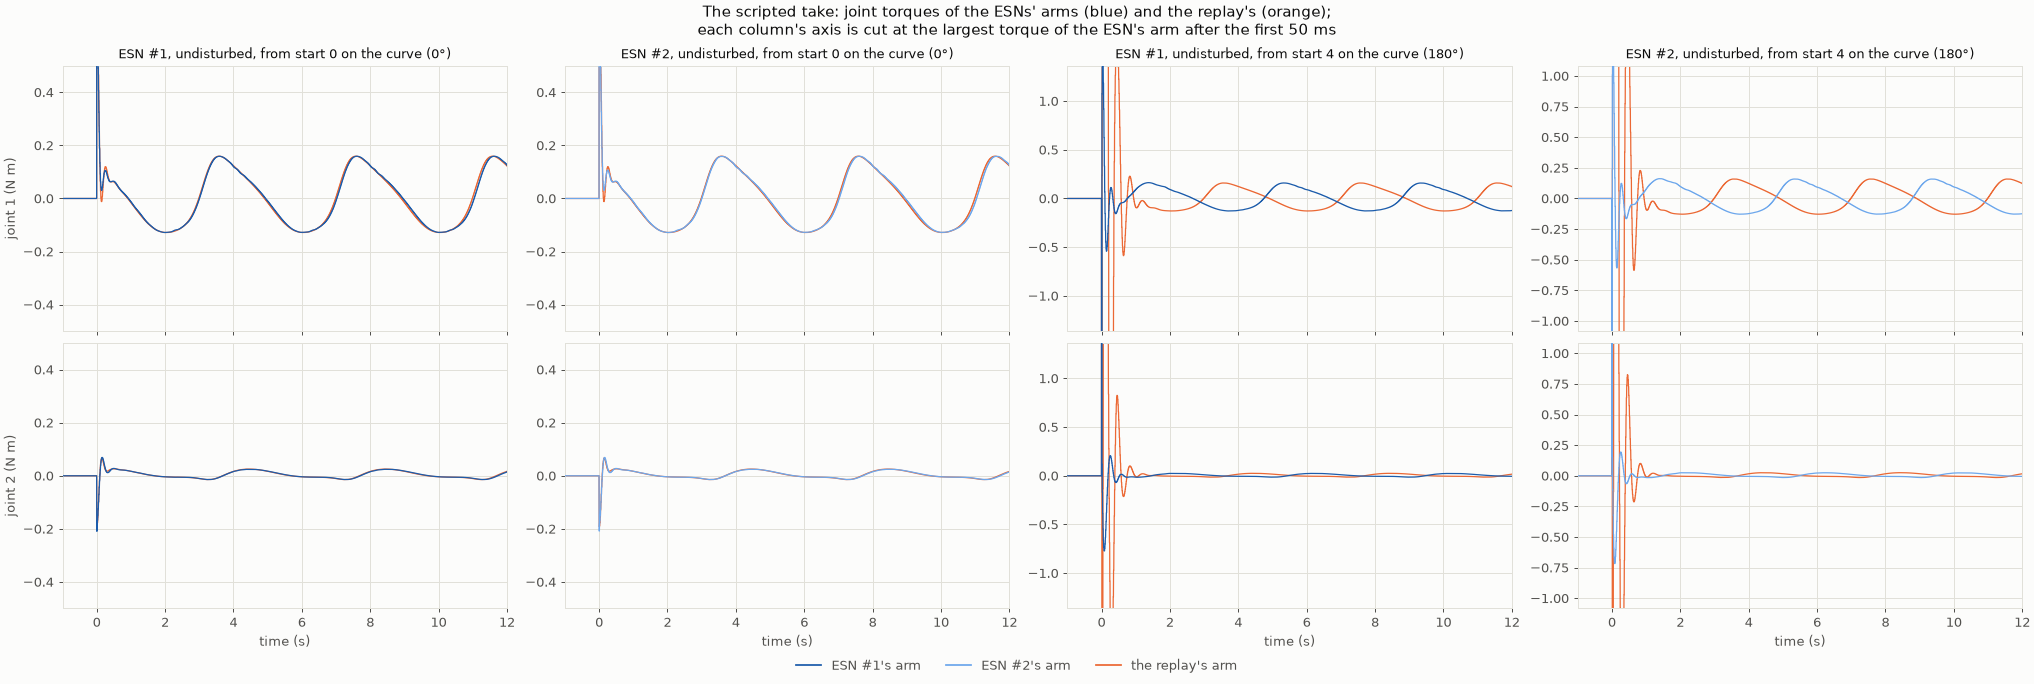 The scripted take: joint torques of the ESNs' arms (blue) and the replay's (orange);
each column's axis is cut at the largest torque of the ESN's arm after the first 50 ms
ESN #1, undisturbed, from start 0 on the curve (0°)
ESN #2, undisturbed, from start 0 on the curve (0°)
ESN #1, undisturbed, from start 4 on the curve (180°)
ESN #2, undisturbed, from start 4 on the curve (180°)
joint 1 (N m)
0.4
0.2
0.0
−0.2
−0.4
0.4
0.2
0.0
−0.2
−0.4
1.0
0.5
0.0
−0.5
−1.0
1.00
0.75
0.50
0.25
0.00
−0.25
−0.50
−0.75
−1.00
joint 2 (N m)
0.4
0.2
0.0
−0.2
−0.4
0.4
0.2
0.0
−0.2
−0.4
1.0
0.5
0.0
−0.5
−1.0
1.00
0.75
0.50
0.25
0.00
−0.25
−0.50
−0.75
−1.00
0 2 4 6 8 10 12
0 2 4 6 8 10 12
0 2 4 6 8 10 12
0 2 4 6 8 10 12
time (s)
time (s)
time (s)
time (s)
ESN #1's arm
ESN #2's arm
the replay's arm